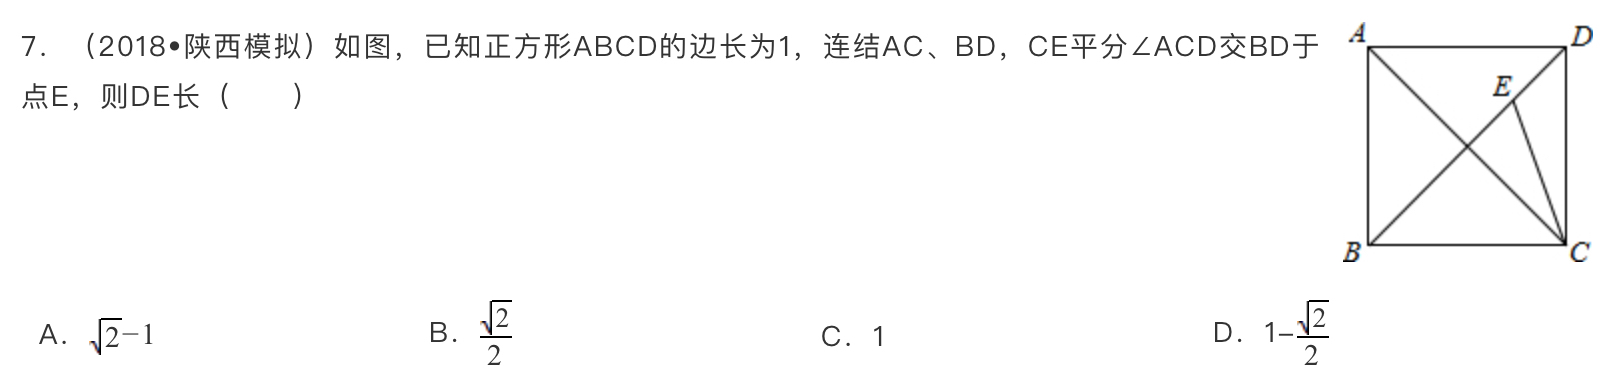 7. （2018•陕西模拟）如图，已知正方形ABCD的边长为1，连结AC、BD，CE平分∠ACD交BD于
点E，则DE长（　　）
A
D
E
B
C
A. √2−1
B. √2/2
C. 1
D. 1−√2/2